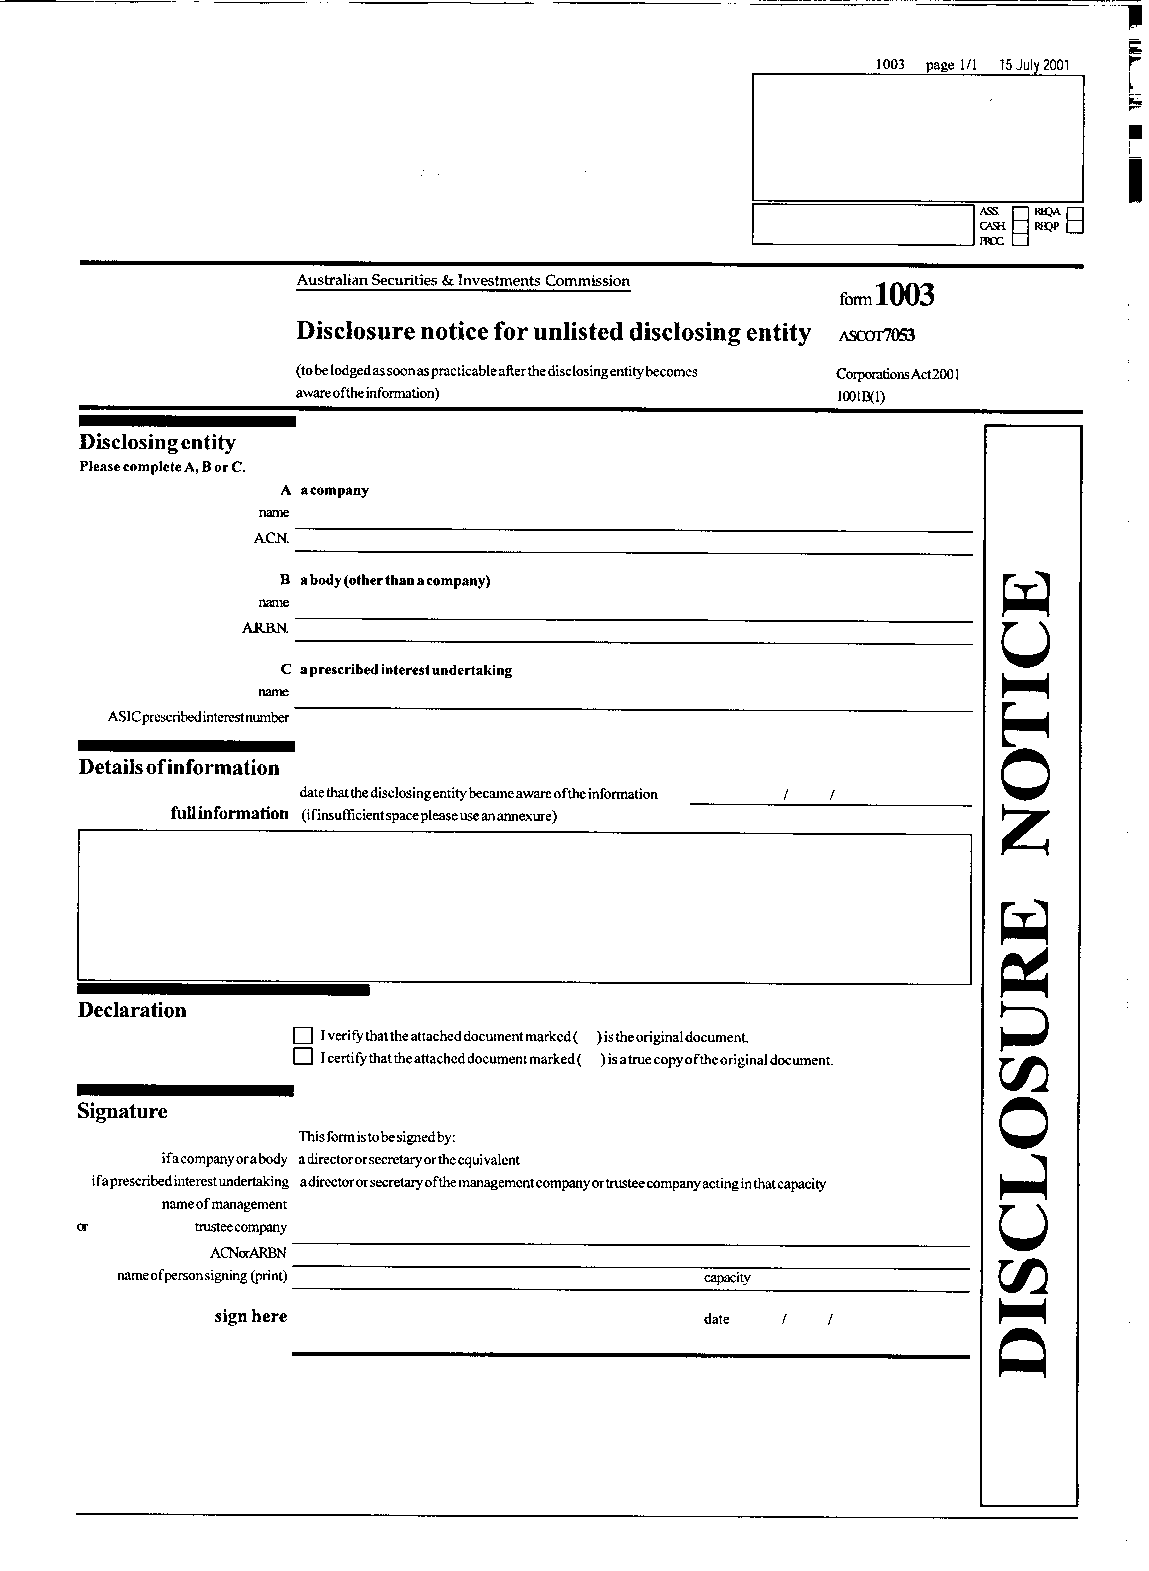 1003 page 1/1 15 July 2001
ASS. REQA
CASH. REQP
PROC.
Australian Securities & Investments Commission
form 1003
Disclosure notice for unlisted disclosing entity
ASCOT 7053
(to be lodged as soon as practicable after the disclosing entity becomes
aware of the information)
Corporations Act 2001
1001B(1)
Disclosing entity
Please complete A, B or C.
A a company
name
A.C.N.
B a body (other than a company)
name
A.R.B.N.
C a prescribed interest undertaking
name
ASIC prescribed interest number
Details of information
date that the disclosing entity became aware of the information / /
full information (if insufficient space please use an annexure)
Declaration
I verify that the attached document marked ( ) is the original document.
I certify that the attached document marked ( ) is a true copy of the original document.
Signature
This form is to be signed by:
if a company or a body a director or secretary or the equivalent
if a prescribed interest undertaking a director or secretary of the management company or trustee company acting in that capacity
name of management
or trustee company
ACN or ARBN
name of person signing (print) capacity
sign here date / /
DISCLOSURE NOTICE